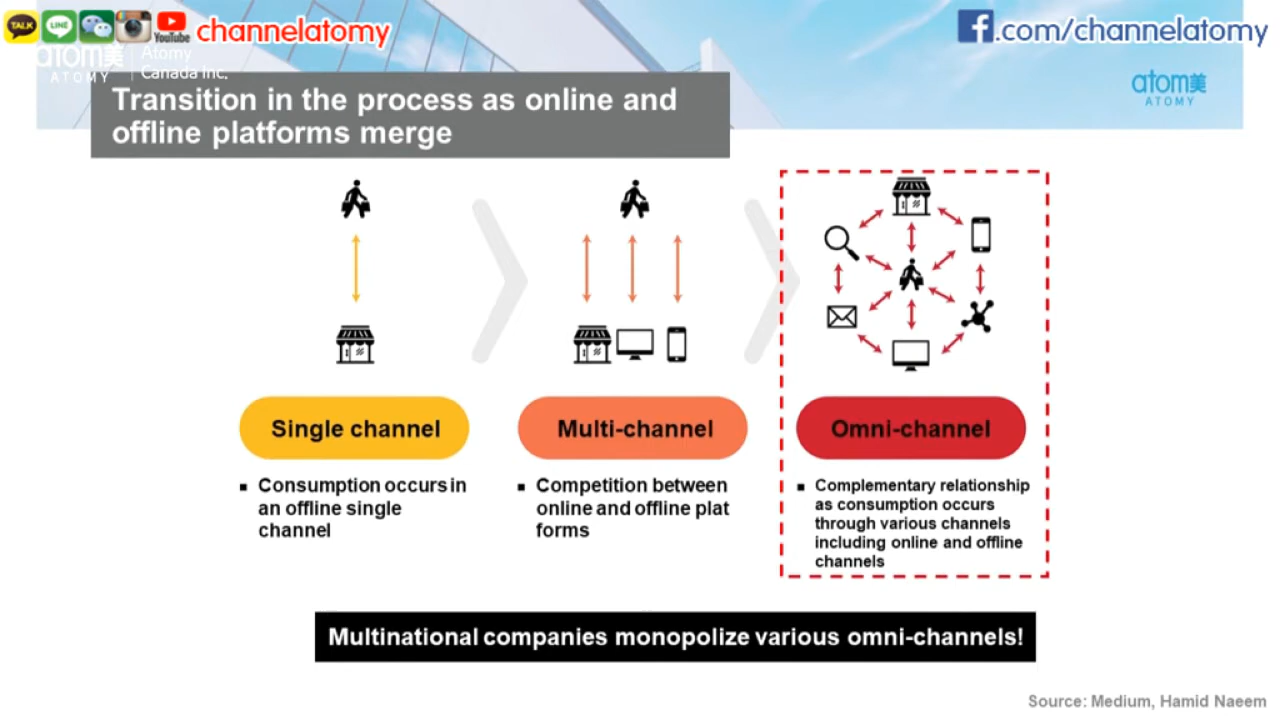 TALK
LINE
YouTube
channelatomy
.com/channelatomy
atom美
ATOMY
Atomy
Canada Inc.
atom美
ATOMY
Transition in the process as online and
offline platforms merge
Single channel
Multi-channel
Omni-channel
▪ Consumption occurs in
an offline single
channel
▪ Competition between
online and offline plat
forms
▪ Complementary relationship
as consumption occurs
through various channels
including online and offline
channels
Multinational companies monopolize various omni-channels!
Source: Medium, Hamid Naeem